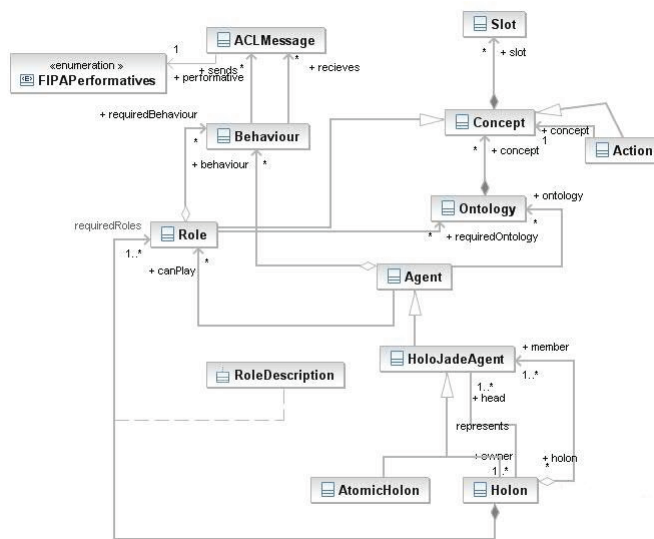 Slot
ACLMessage
1
* + slot
«enumeration »
FIPAPerformatives
+ performative
+ sends *
* + recieves
+ requiredBehaviour
Concept
+ concept
1
Behaviour
*
Action
+ behaviour *
* + concept
+ ontology
Ontology
*
requiredRoles
Role
* + requiredOntology
1..*
+ canPlay *
Agent
+ member
HoloJadeAgent
1..*
RoleDescription
1..*
+ head
represents
+ owner
+ holon
1..*
*
AtomicHolon
Holon